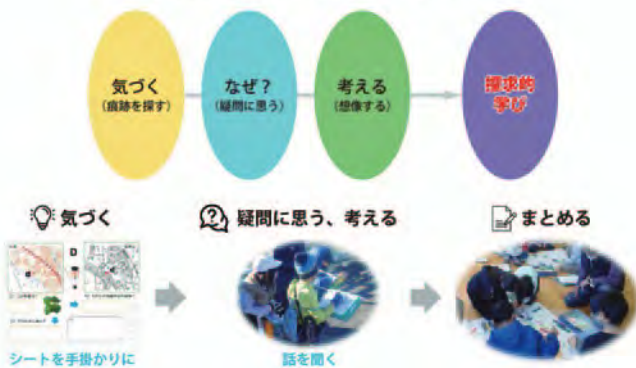 気づく
(痕跡を探す)
なぜ？
(疑問に思う)
考える
(想像する)
探求的
学び
気づく
疑問に思う、考える
まとめる
シートを手掛かりに
話を聞く